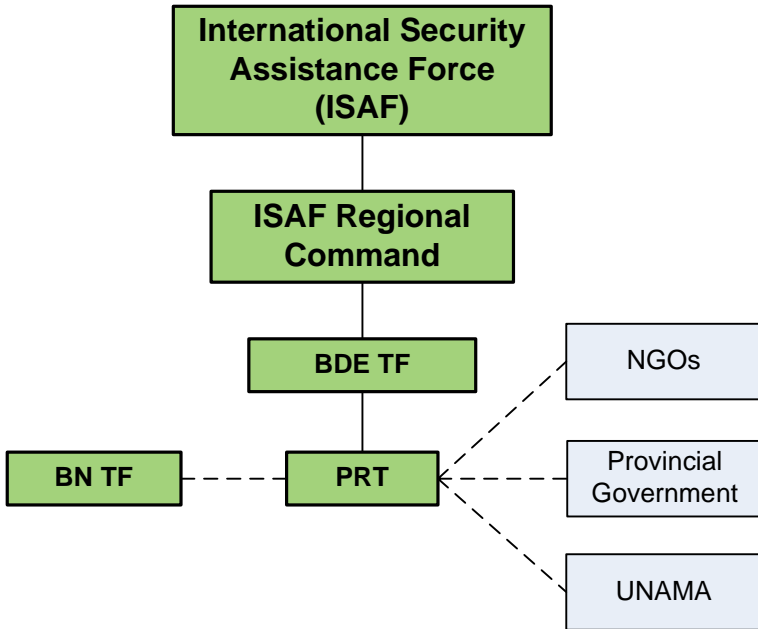 International Security
Assistance Force
(ISAF)
ISAF Regional
Command
BDE TF
NGOs
BN TF
PRT
Provincial
Government
UNAMA